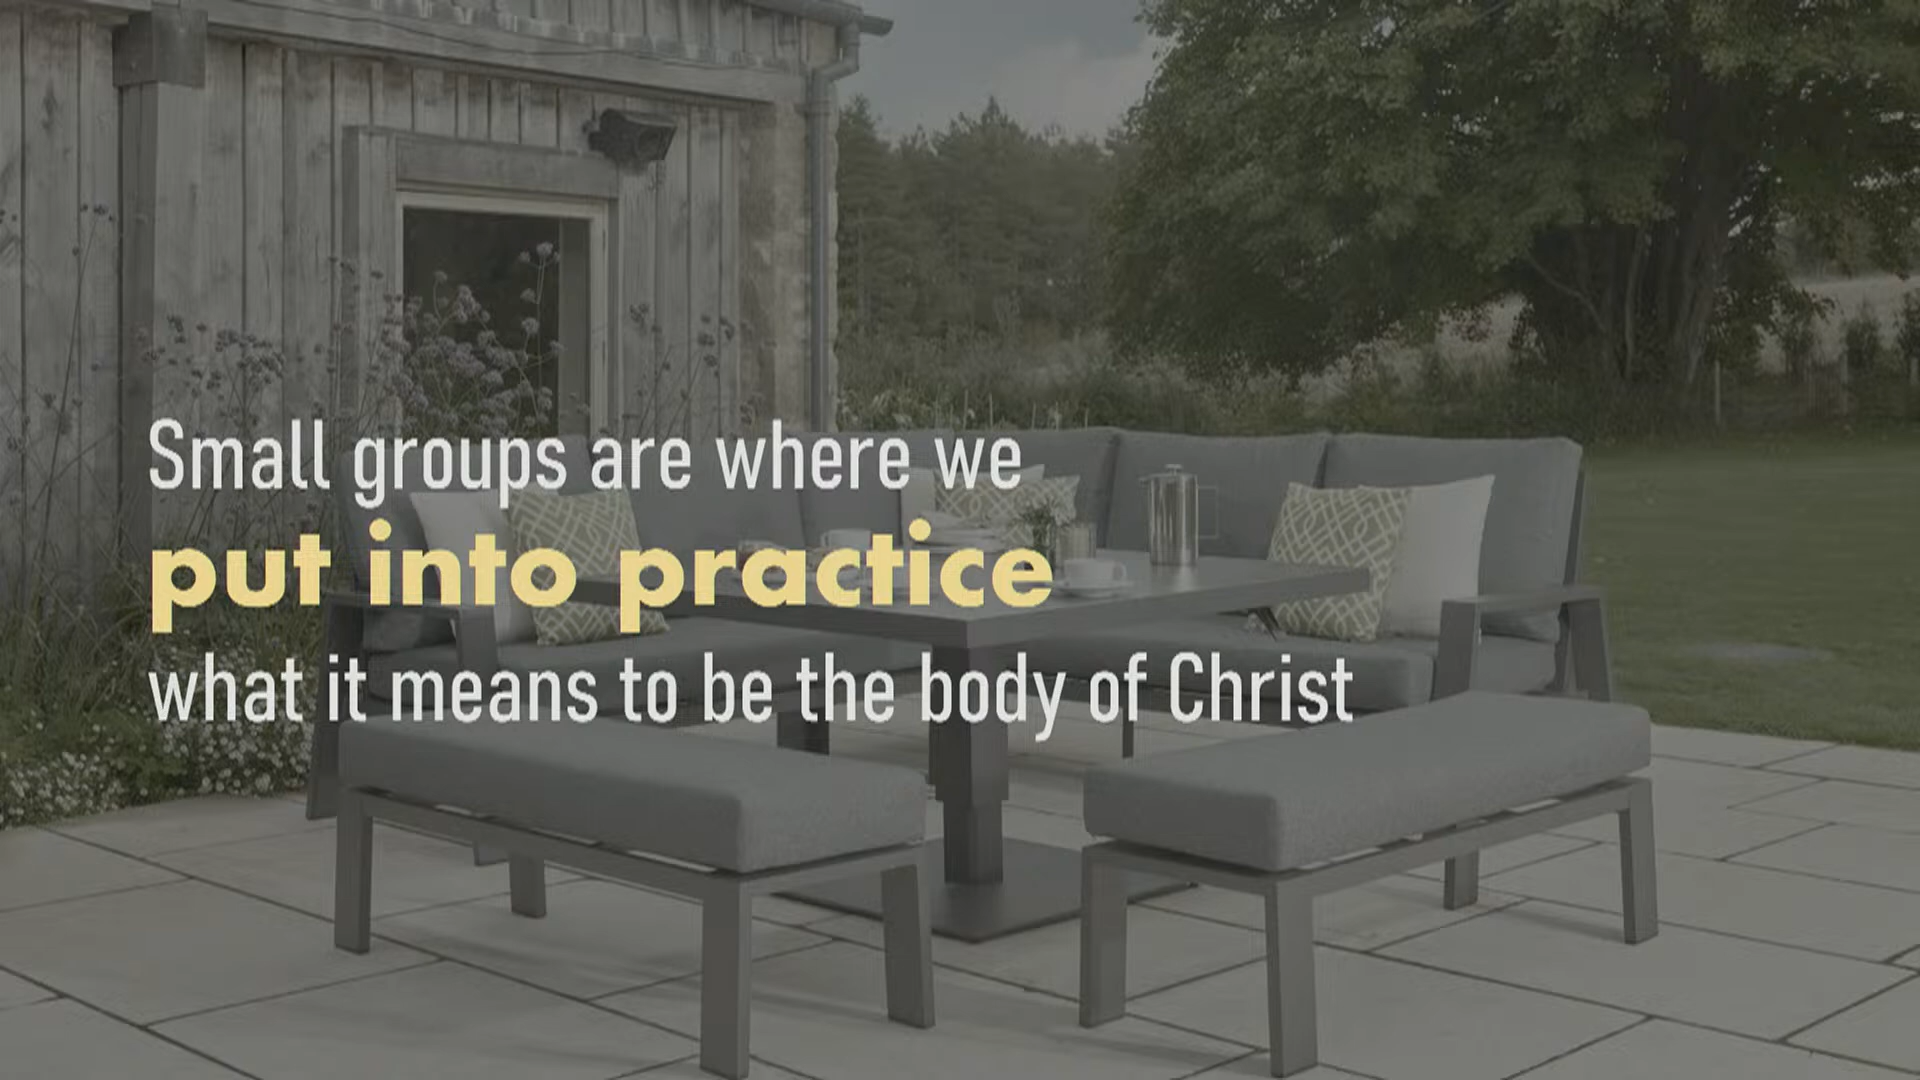 Small groups are where we
put into practice
what it means to be the body of Christ